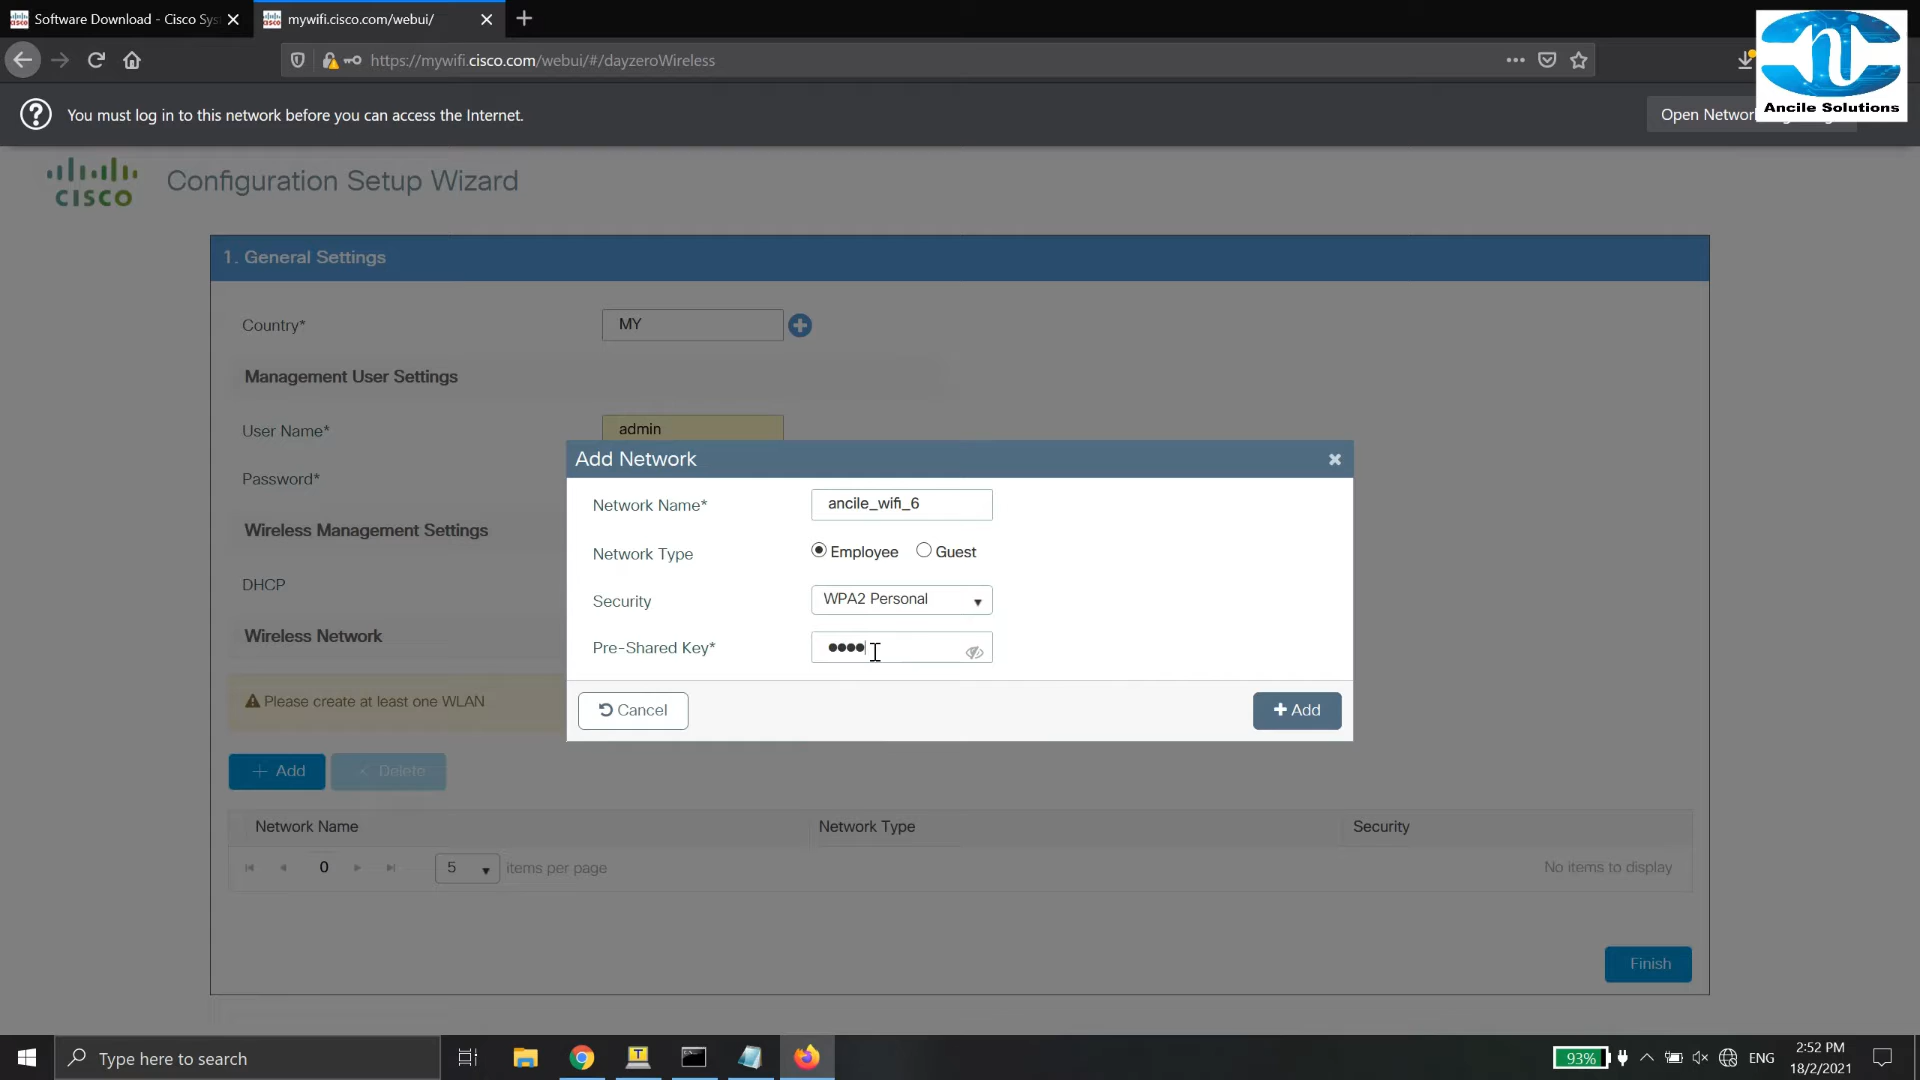 Software Download - Cisco Sys
mywifi.cisco.com/webui/
https://mywifi.cisco.com/webui/#/dayzeroWireless
You must log in to this network before you can access the Internet.
Open Networ
Ancile Solutions
CISCO
Configuration Setup Wizard
1. General Settings
Country*
MY
Management User Settings
User Name*
admin
Password*
Wireless Management Settings
DHCP
Wireless Network
Please create at least one WLAN
Add Network
Network Name*
ancile_wifi_6
Network Type
Employee
Guest
Security
WPA2 Personal
Pre-Shared Key*
Cancel
Add
Add
Delete
Network Name
Network Type
Security
0
5
items per page
No items to display
Finish
Type here to search
93%
ENG
2:52 PM
18/2/2021